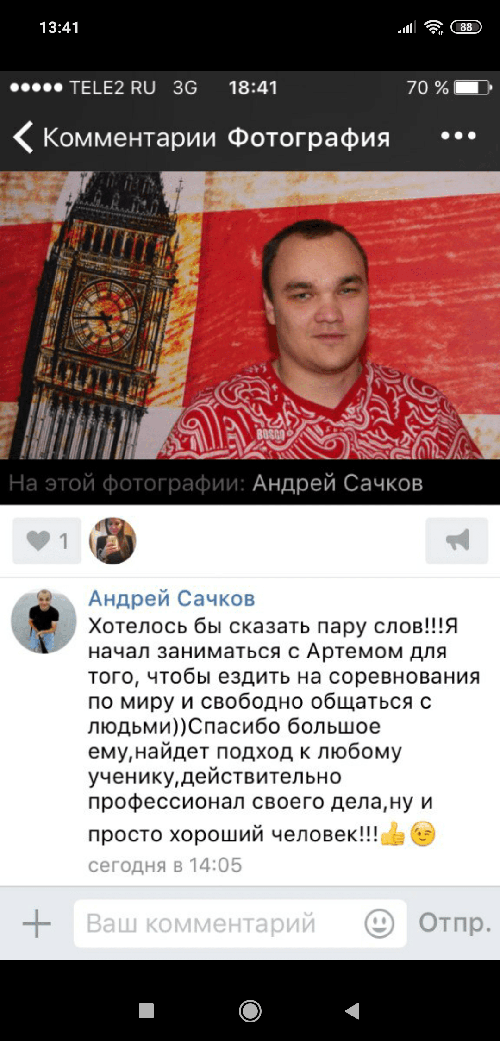 13:41
88
TELE2 RU 3G 18:41 70 %
Комментарии Фотография
BOSCO
На этой фотографии: Андрей Сачков
1
Андрей Сачков
Хотелось бы сказать пару слов!!!Я
начал заниматься с Артемом для
того, чтобы ездить на соревнования
по миру и свободно общаться с
людьми))Спасибо большое
ему,найдет подход к любому
ученику,действительно
профессионал своего дела,ну и
просто хороший человек!!!👍😉
сегодня в 14:05
Ваш комментарий
Отпр.